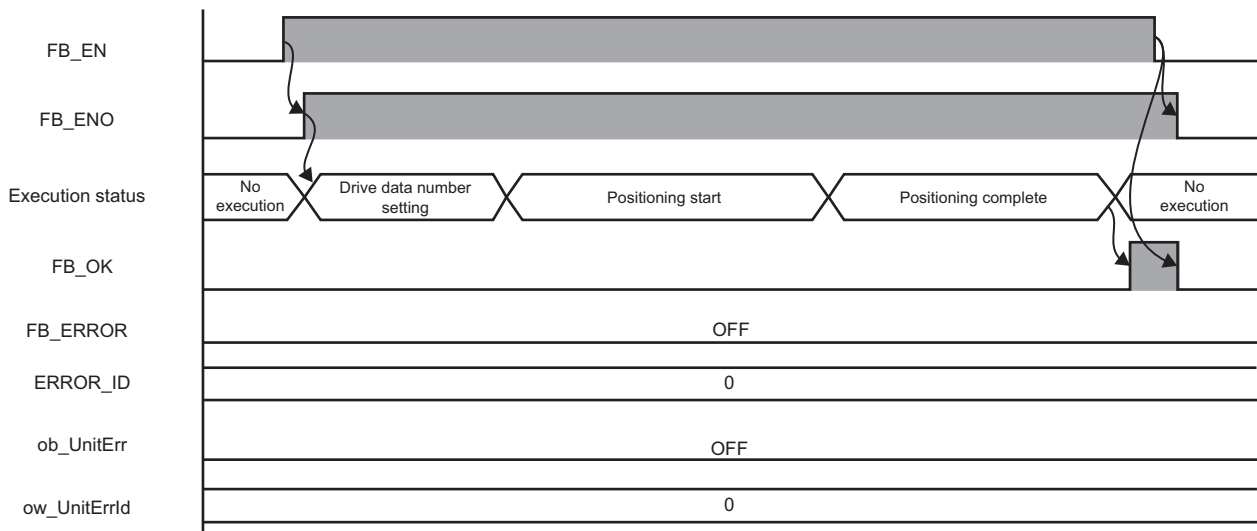 FB_EN
FB_ENO
Execution status
No
execution
Drive data number
setting
Positioning start
Positioning complete
No
execution
FB_OK
FB_ERROR
OFF
ERROR_ID
0
ob_UnitErr
OFF
ow_UnitErrId
0